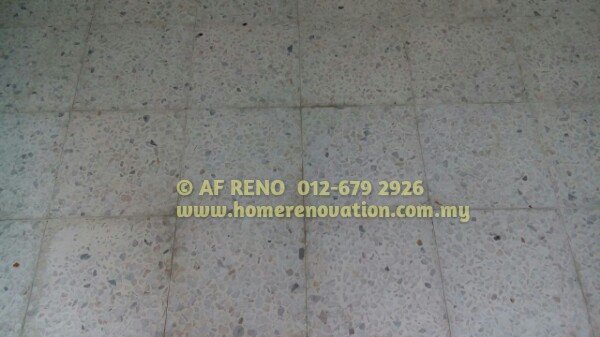 © AF RENO 012-679 2926
www.homerenovation.com.my